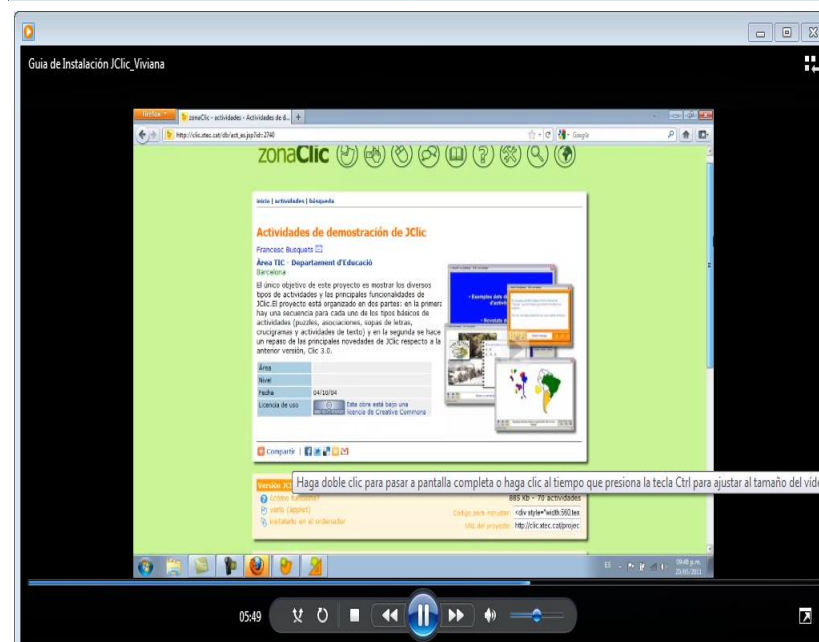 Guia de Instalación JClic_Viviana
Firefox
zonaClic - actividades - Actividades de d...
http://clic.xtec.cat/db/act_es.jsp?id=2740
Google
zonaClic
inicio | actividades | búsqueda
Actividades de demostración de JClic
Francesc Busquets
Área TIC - Departament d'Educació
Barcelona
El único objetivo de este proyecto es mostrar los diversos
tipos de actividades y las principales funcionalidades de
JClic.El proyecto está organizado en dos partes: en la primera
hay una secuencia para cada uno de los tipos básicos de
actividades (puzzles, asociaciones, sopas de letras,
crucigramas y actividades de texto) y en la segunda se hace
un repaso de las principales novedades de JClic respecto a la
anterior versión, Clic 3.0.
Área
Nivel
Fecha 04/10/04
Licencia de uso Esta obra está bajo una
licencia de Creative Commons
Compartir |
Haga doble clic para pasar a pantalla completa o haga clic al tiempo que presiona la tecla Ctrl para ajustar al tamaño del víde
Versión JC
¿cómo funciona?
885 Kb - 70 actividades
verlo (applet)
Código para incrustar: <div style="width:560;tex
instalarlo en el ordenador
URL del proyecto: http://clic.xtec.cat/projec
ES
09:40 p.m.
05:49